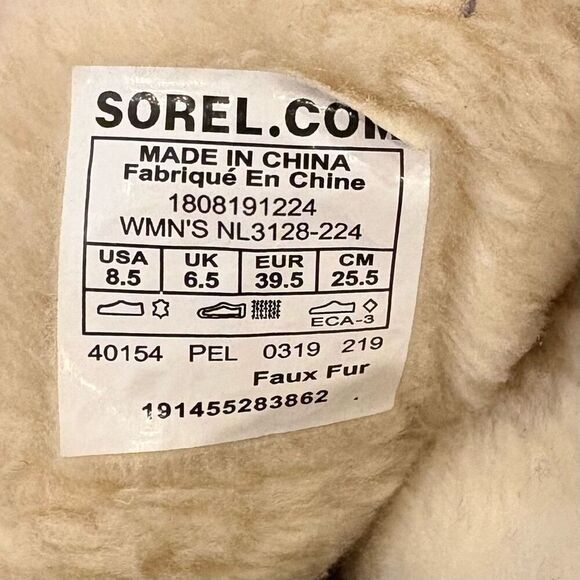 SOREL.COM
MADE IN CHINA
Fabriqué En Chine
1808191224
WMN'S NL3128-224
USA UK EUR CM
8.5 6.5 39.5 25.5
ECA-3
40154 PEL 0319 219
Faux Fur
191455283862